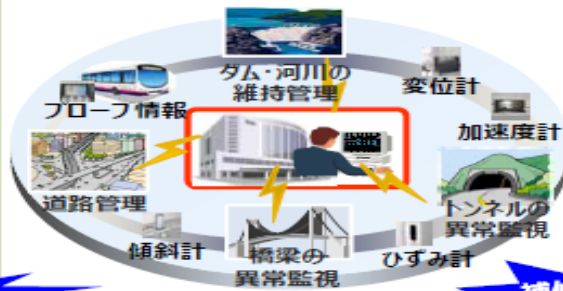 ダム・河川の
維持管理
変位計
プローブ情報
加速度計
道路管理
トンネルの
異常監視
傾斜計
橋梁の
異常監視
ひずみ計